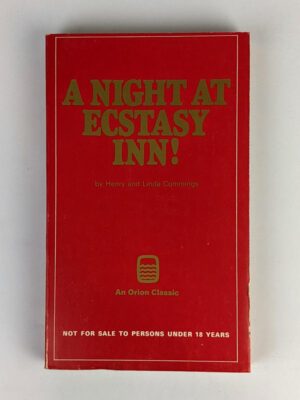 A NIGHT AT
ECSTASY
INN!
by Henry and Linda Cummings
An Orion Classic
NOT FOR SALE TO PERSONS UNDER 18 YEARS